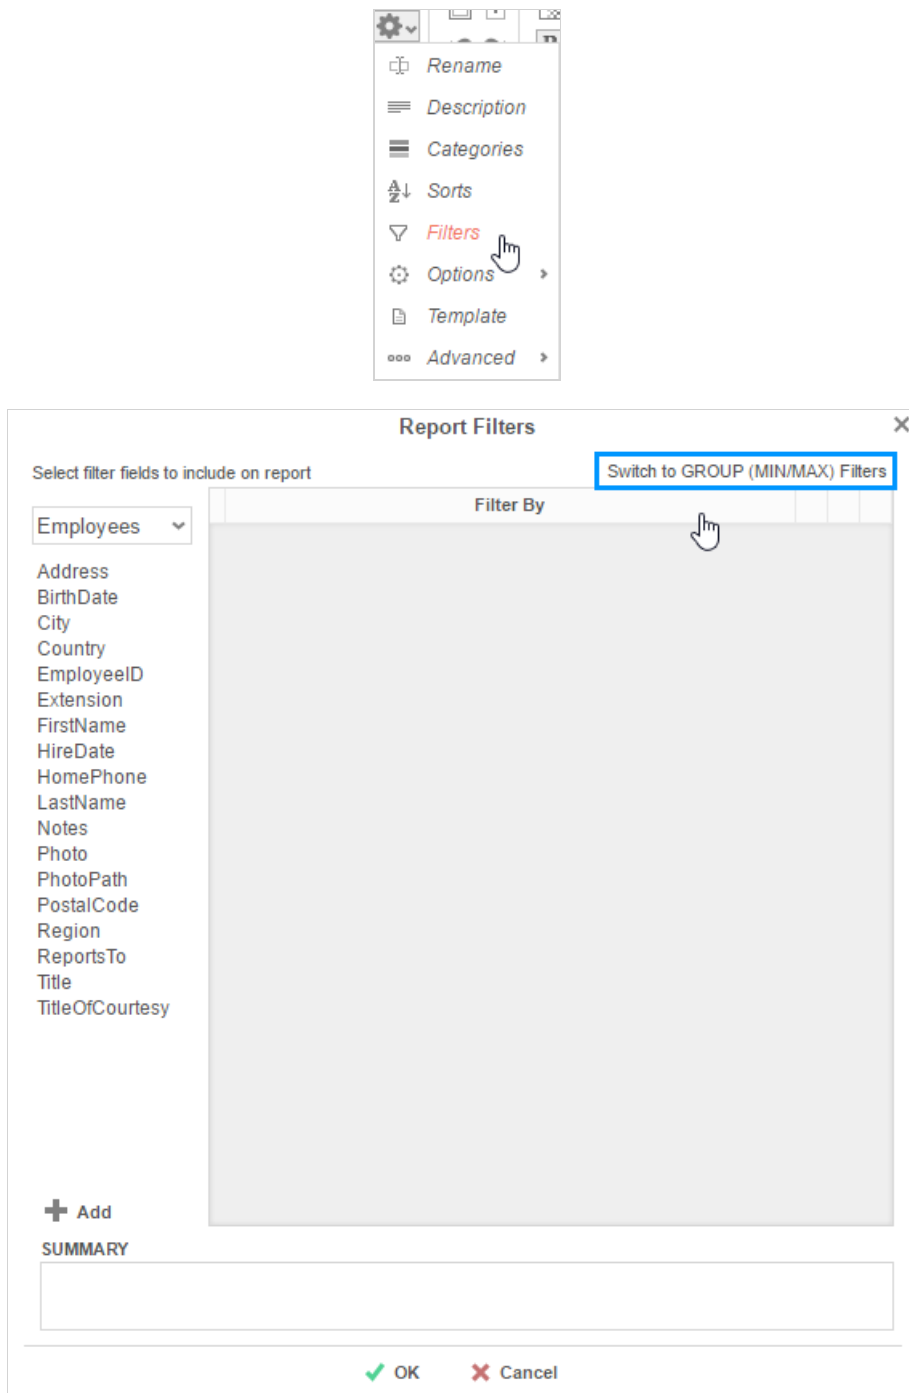 Rename
Description
Categories
Sorts
Filters
Options
Template
Advanced
Report Filters
Select filter fields to include on report
Switch to GROUP (MIN/MAX) Filters
Employees
Filter By
Address
BirthDate
City
Country
EmployeeID
Extension
FirstName
HireDate
HomePhone
LastName
Notes
Photo
PhotoPath
PostalCode
Region
ReportsTo
Title
TitleOfCourtesy
Add
SUMMARY
OK
Cancel